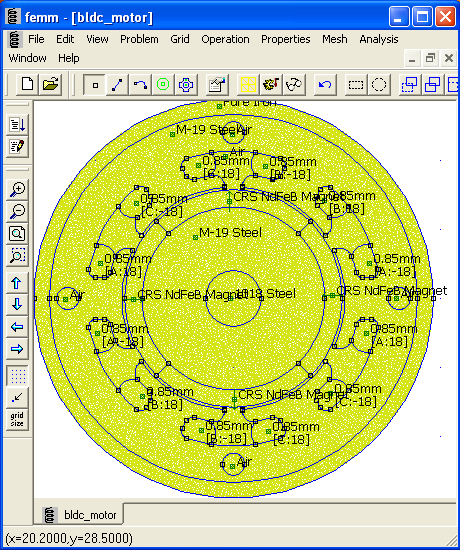 femm - [bldc_motor]
File Edit View Problem Grid Operation Properties Mesh Analysis
Window Help
Pure Iron
M-19 Steel
Air
Air
0.85mm
[C:18]
0.85mm
[B:-18]
0.85mm
[C:-18]
CRS NdFeB Magnet
0.85mm
[B:18]
M-19 Steel
0.85mm
[A:18]
0.85mm
[A:-18]
Air
CRS NdFeB Magnet
1018 Steel
CRS NdFeB Magnet
Air
0.85mm
[A:-18]
0.85mm
[A:18]
0.85mm
[B:18]
CRS NdFeB Magnet
0.85mm
[C:-18]
0.85mm
[B:-18]
0.85mm
[C:18]
Air
grid
size
bldc_motor
(x=20.2000,y=28.5000)